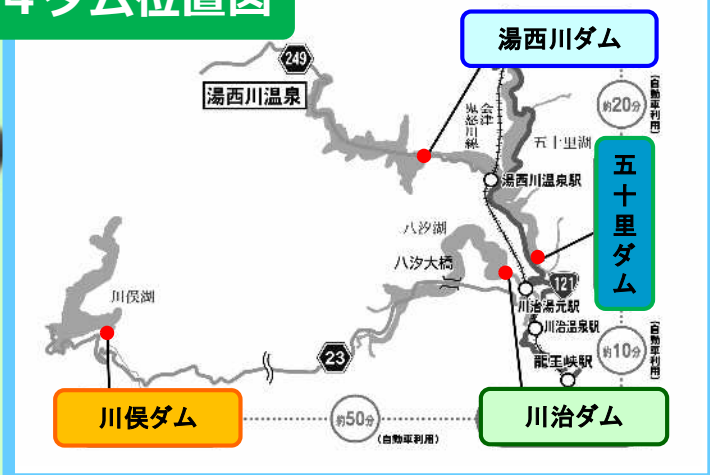 4ダム位置図
湯西川ダム
249
湯西川温泉
会津
鬼怒川線
五十里湖
約20分
(自動車利用)
湯西川温泉駅
五十里ダム
八汐湖
八汐大橋
121
川俣湖
川治湯元駅
川治温泉駅
約10分
(自動車利用)
23
龍王峡駅
川俣ダム
約50分
(自動車利用)
川治ダム